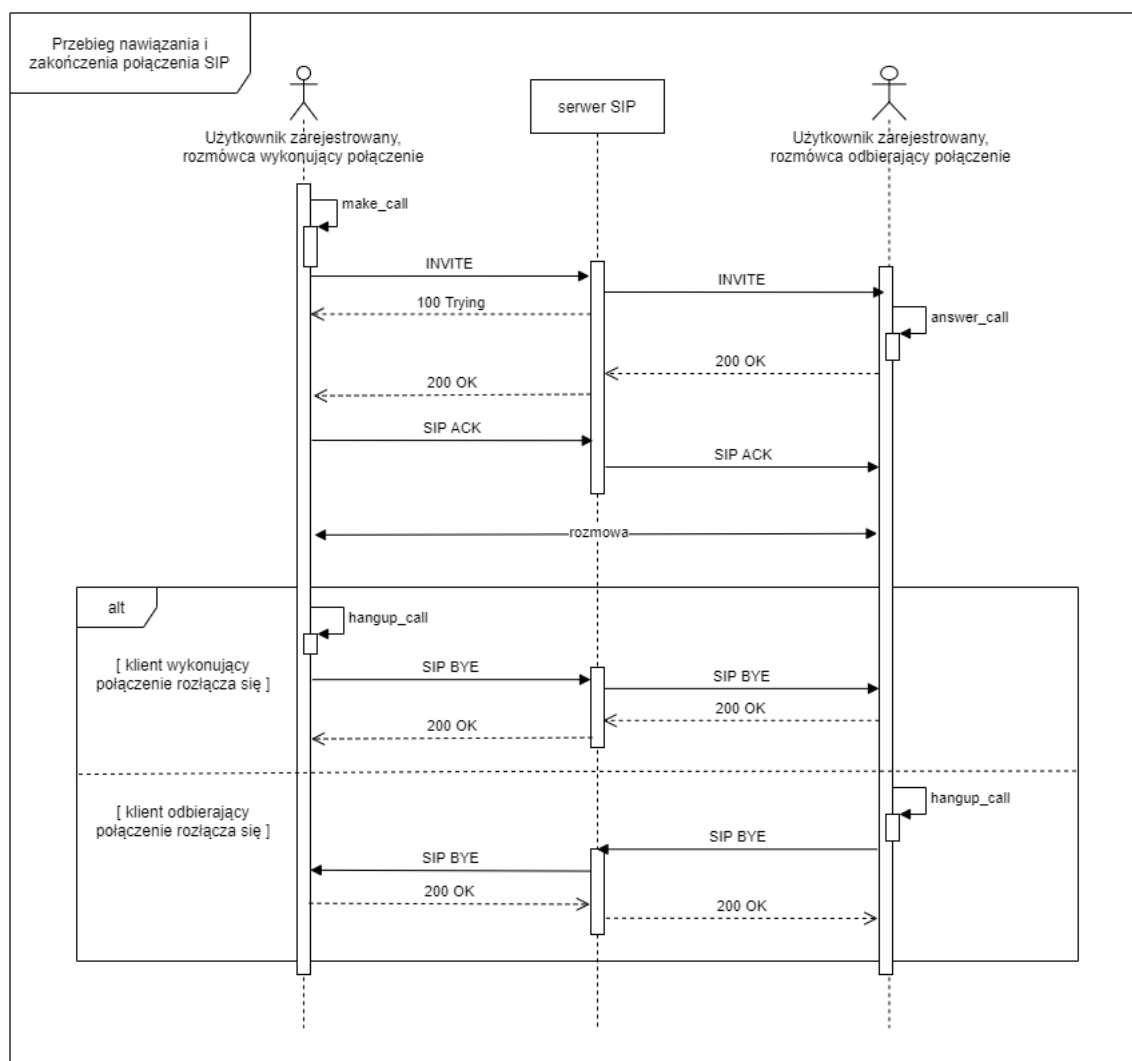 Przebieg nawiązania i
zakończenia połączenia SIP
serwer SIP
Użytkownik zarejestrowany,
rozmówca wykonujący połączenie
Użytkownik zarejestrowany,
rozmówca odbierający połączenie
make_call
INVITE
INVITE
100 Trying
answer_call
200 OK
200 OK
SIP ACK
SIP ACK
rozmowa
alt
hangup_call
[ klient wykonujący
połączenie rozłącza się ]
SIP BYE
SIP BYE
200 OK
200 OK
hangup_call
[ klient odbierający
połączenie rozłącza się ]
SIP BYE
SIP BYE
200 OK
200 OK